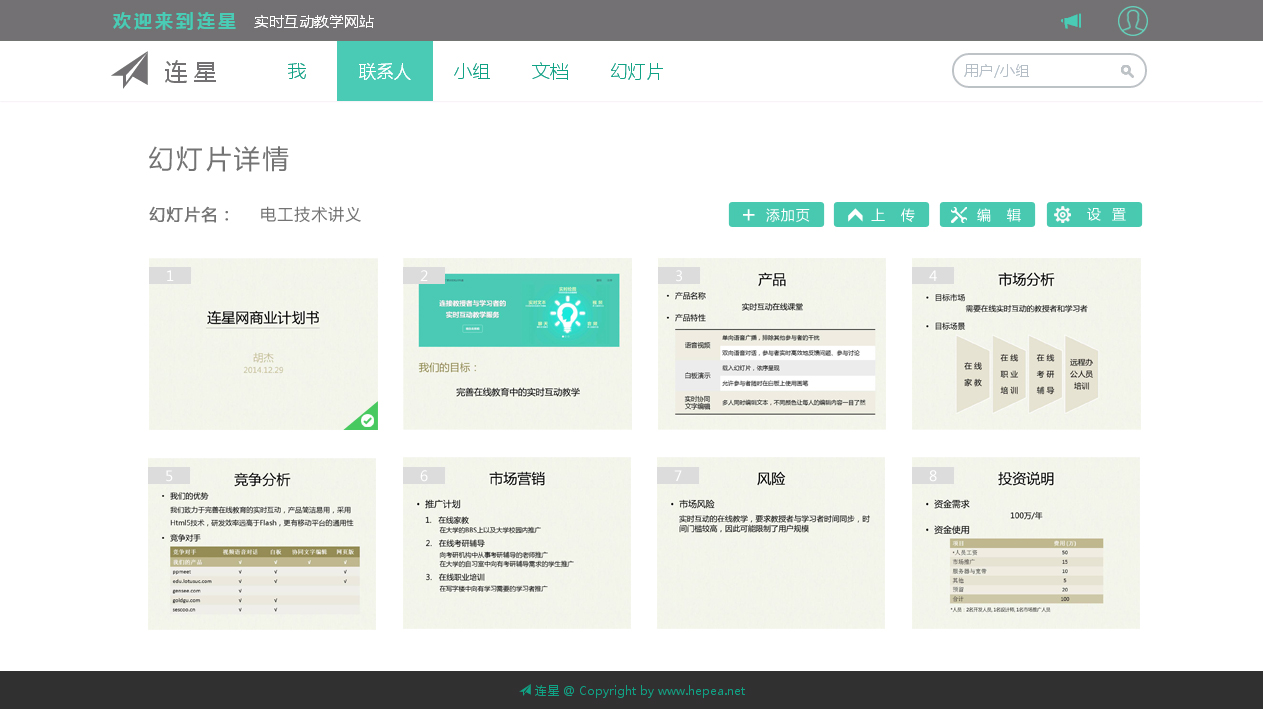 欢迎来到连星 实时互动教学网站
连星 我 联系人 小组 文档 幻灯片 用户/小组
幻灯片详情
幻灯片名： 电工技术讲义
添加页 上 传 编 辑 设 置
1
连星网商业计划书
胡杰
2014.12.29
2
连接教授者与学习者的
实时互动教学服务
我们的目标：
完善在线教育中的实时互动教学
3
产品
• 产品名称
实时互动在线课堂
• 产品特性
语音视频
单向语音广播，排除其他参与者的干扰
双向语音对话，参与者实时高效地反馈问题、参与讨论
白板演示
载入幻灯片，依序呈现
允许参与者随时在白板上使用画笔
实时协同
文字编辑
多人同时编辑文本，不同颜色让每人的编辑内容一目了然
4
市场分析
• 目标市场
需要在线实时互动的教授者和学习者
• 目标场景
在线
家教
在线
职业
培训
在线
考研
辅导
远程办
公人员
培训
5
竞争分析
• 我们的优势
我们致力于完善在线教育的实时互动，产品简洁易用，采用
Html5技术，研发效率远高于Flash，更有移动平台的通用性
• 竞争对手
竞争对手 视频语音对话 白板 协同文字编辑 网页版
我们的产品 √ √ √ √
ppmeet √ √ √
edu.lotusuc.com √ √ √
gensee.com √
goldgu.com √ √
sescoo.cn √ √
6
市场营销
• 推广计划
1. 在线家教
在大学的BBS上以及大学校园内推广
2. 在线考研辅导
向考研机构中从事考研辅导的老师推广
在大学的自习室中向有考研辅导需求的学生推广
3. 在线职业培训
在写字楼中向有学习需要的学习者推广
7
风险
• 市场风险
实时互动的在线教学，要求教授者与学习者时间同步，时
间门槛较高，因此可能限制了用户规模
8
投资说明
• 资金需求
100万/年
• 资金使用
项目 费用(万)
*人员工资 50
市场推广 15
服务器与宽带 10
其他 5
预留 20
合计 100
*人员：2名开发人员, 1名设计师, 1名市场推广人员
连星 @ Copyright by www.hepea.net